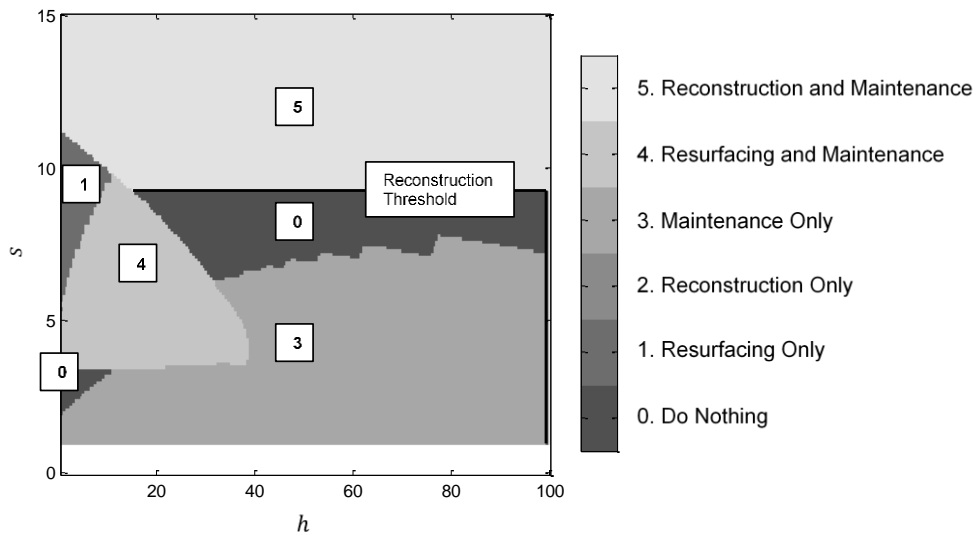 15
10
5
0
s
20
40
60
80
100
h
5
1
0
4
3
0
Reconstruction
Threshold
5. Reconstruction and Maintenance
4. Resurfacing and Maintenance
3. Maintenance Only
2. Reconstruction Only
1. Resurfacing Only
0. Do Nothing